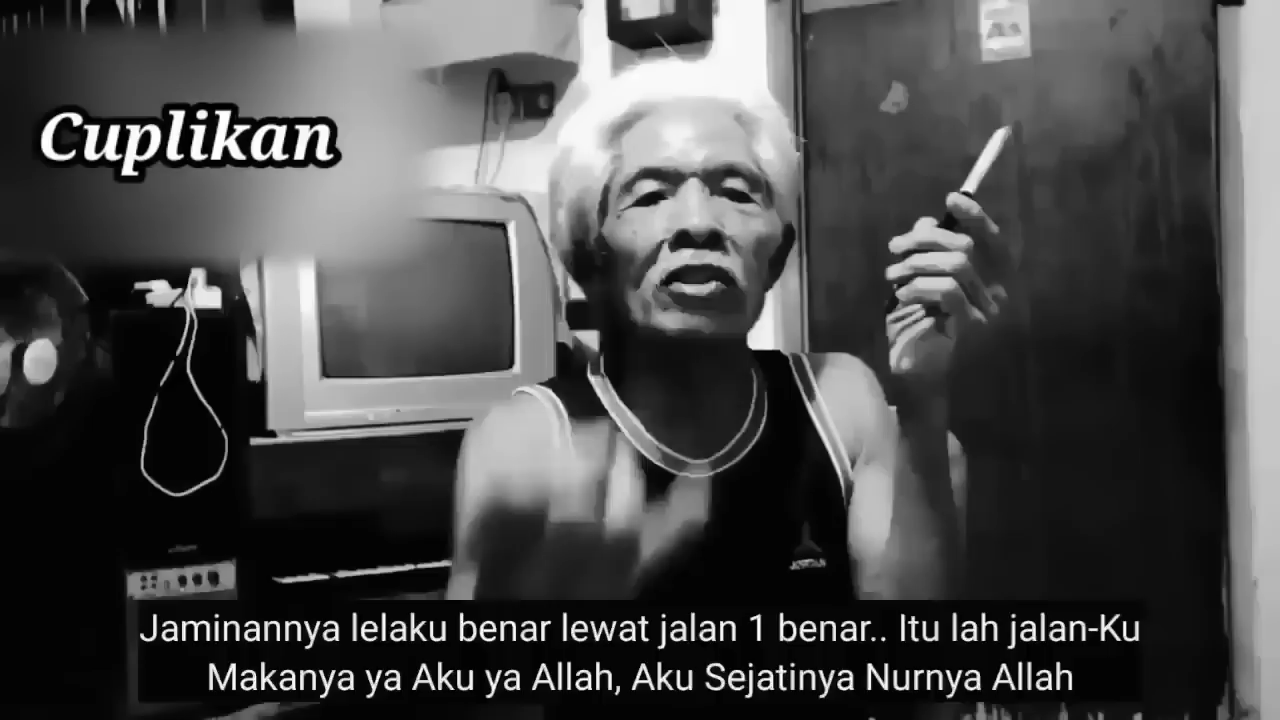 Cuplikan
Jaminannya lelaku benar lewat jalan 1 benar.. Itu lah jalan-Ku
Makanya ya Aku ya Allah, Aku Sejatinya Nurnya Allah